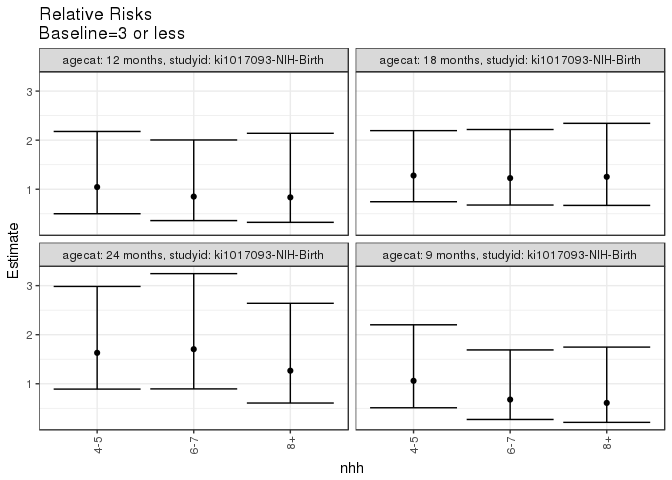 Relative Risks
Baseline=3 or less
agecat: 12 months, studyid: ki1017093-NIH-Birth
agecat: 18 months, studyid: ki1017093-NIH-Birth
3
2
1
agecat: 24 months, studyid: ki1017093-NIH-Birth
agecat: 9 months, studyid: ki1017093-NIH-Birth
3
2
1
Estimate
4-5
6-7
8+
4-5
6-7
8+
nhh